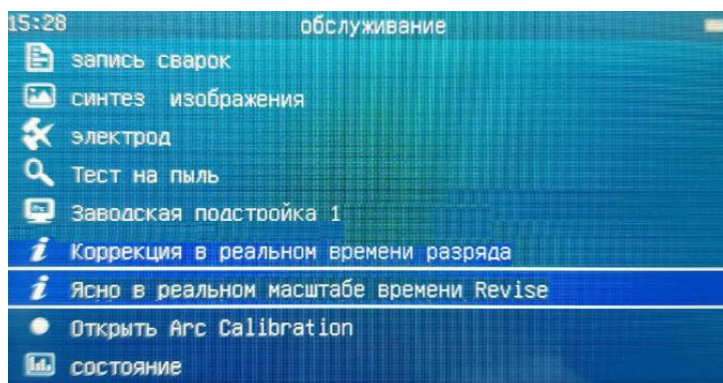 15:28 обслуживание
запись сварок
синтез изображения
электрод
Тест на пыль
Заводская подстройка 1
Коррекция в реальном времени разряда
Ясно в реальном масштабе времени Revise
Открыть Arc Calibration
состояние